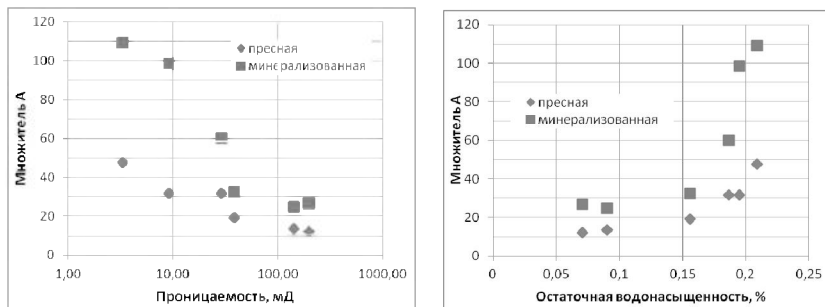 120
100
80
60
40
20
0
Множитель А
пресная
минерализованная
1,00 10,00 100,00 1000,00
Проницаемость, мД
120
100
80
60
40
20
0
Множитель А
пресная
минерализованная
0 0,05 0,1 0,15 0,2 0,25
Остаточная водонасыщенность, %